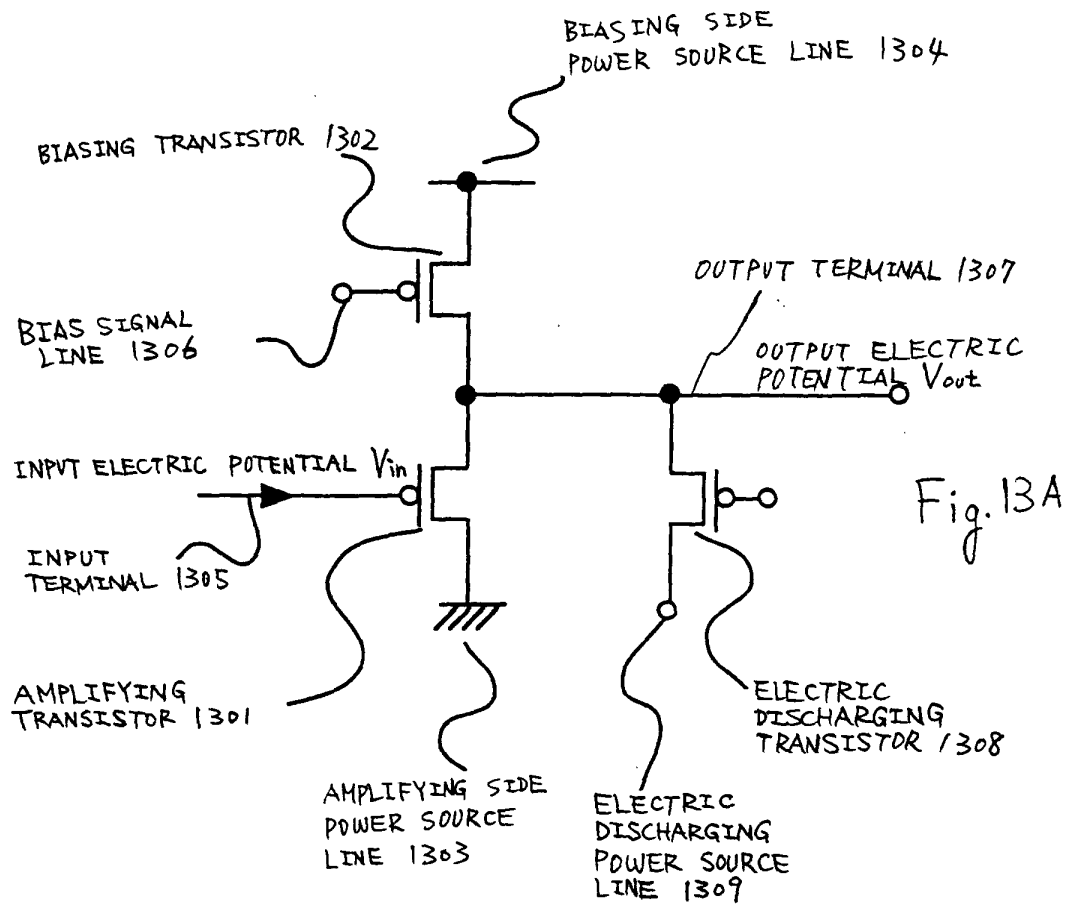 BIASING SIDE
POWER SOURCE LINE 1304
BIASING TRANSISTOR 1302
OUTPUT TERMINAL 1307
BIAS SIGNAL
LINE 1306
OUTPUT ELECTRIC
POTENTIAL Vout
INPUT ELECTRIC POTENTIAL Vin
Fig. 13A
INPUT
TERMINAL 1305
AMPLIFYING
TRANSISTOR 1301
ELECTRIC
DISCHARGING
TRANSISTOR 1308
AMPLIFYING SIDE
POWER SOURCE
LINE 1303
ELECTRIC
DISCHARGING
POWER SOURCE
LINE 1309